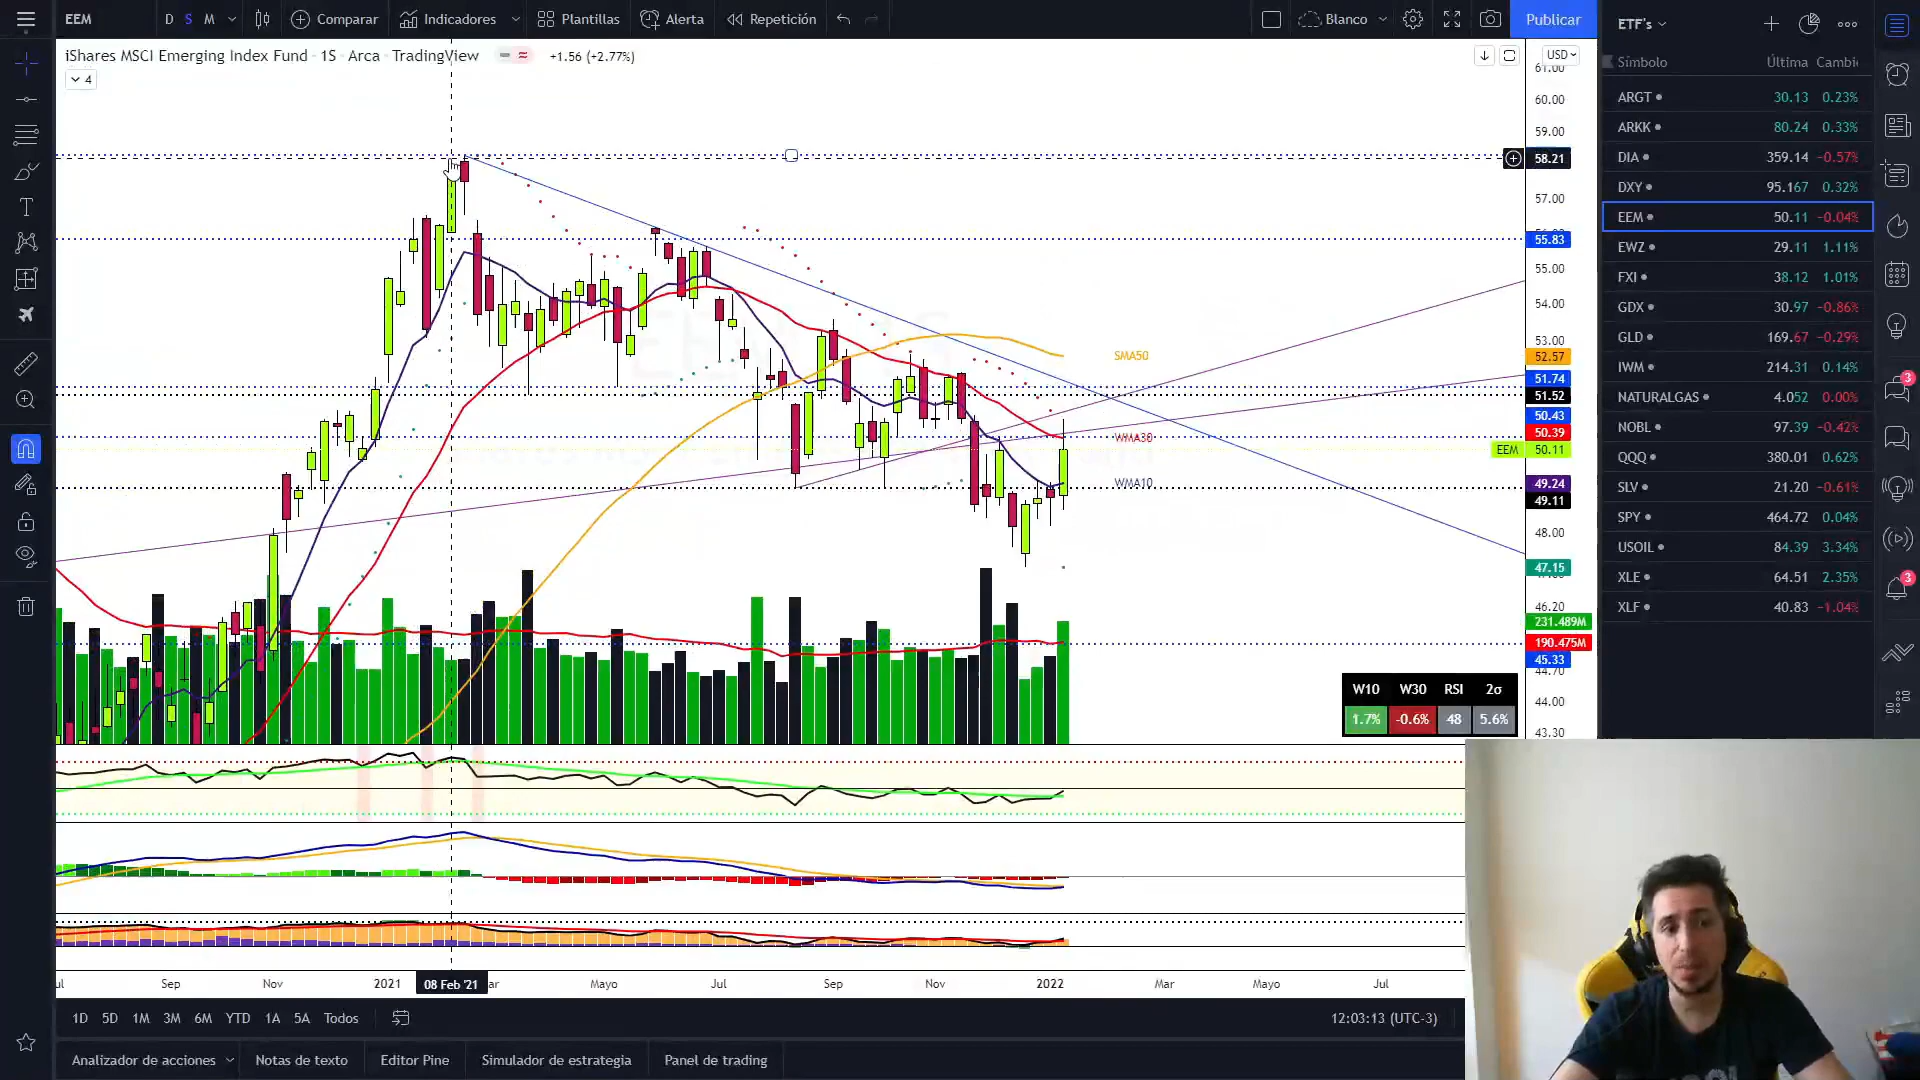 EEM D S M Comparar Indicadores Plantillas Alerta Repetición Blanco Publicar
iShares MSCI Emerging Index Fund · 1S · Arca · TradingView +1.56 (+2.77%)
4
USD
61.00
60.00
59.00
58.21
57.00
55.83
55.00
54.00
53.00
SMA50 52.57
51.74
51.52
50.43
WMA30 50.39
EEM 50.11
WMA10 49.24
49.11
48.00
47.15
46.20
231.489M
190.475M
45.33
44.70
44.00
43.30
W10 W30 RSI 2σ
1.7% -0.6% 48 5.6%
Sep Nov 2021 08 Feb '21 ar Mayo Jul Sep Nov 2022 Mar Mayo Jul
1D 5D 1M 3M 6M YTD 1A 5A Todos 12:03:13 (UTC-3)
Analizador de acciones Notas de texto Editor Pine Simulador de estrategia Panel de trading
ETF's
Símbolo Última Cambi
ARGT 30.13 0.23%
ARKK 80.24 0.33%
DIA 359.14 -0.57%
DXY 95.167 0.32%
EEM 50.11 -0.04%
EWZ 29.11 1.11%
FXI 38.12 1.01%
GDX 30.97 -0.86%
GLD 169.67 -0.29%
IWM 214.31 0.14%
NATURALGAS 4.052 0.00%
NOBL 97.39 -0.42%
QQQ 380.01 0.62%
SLV 21.20 -0.61%
SPY 464.72 0.04%
USOIL 84.39 3.34%
XLE 64.51 2.35%
XLF 40.83 -1.04%
3
3